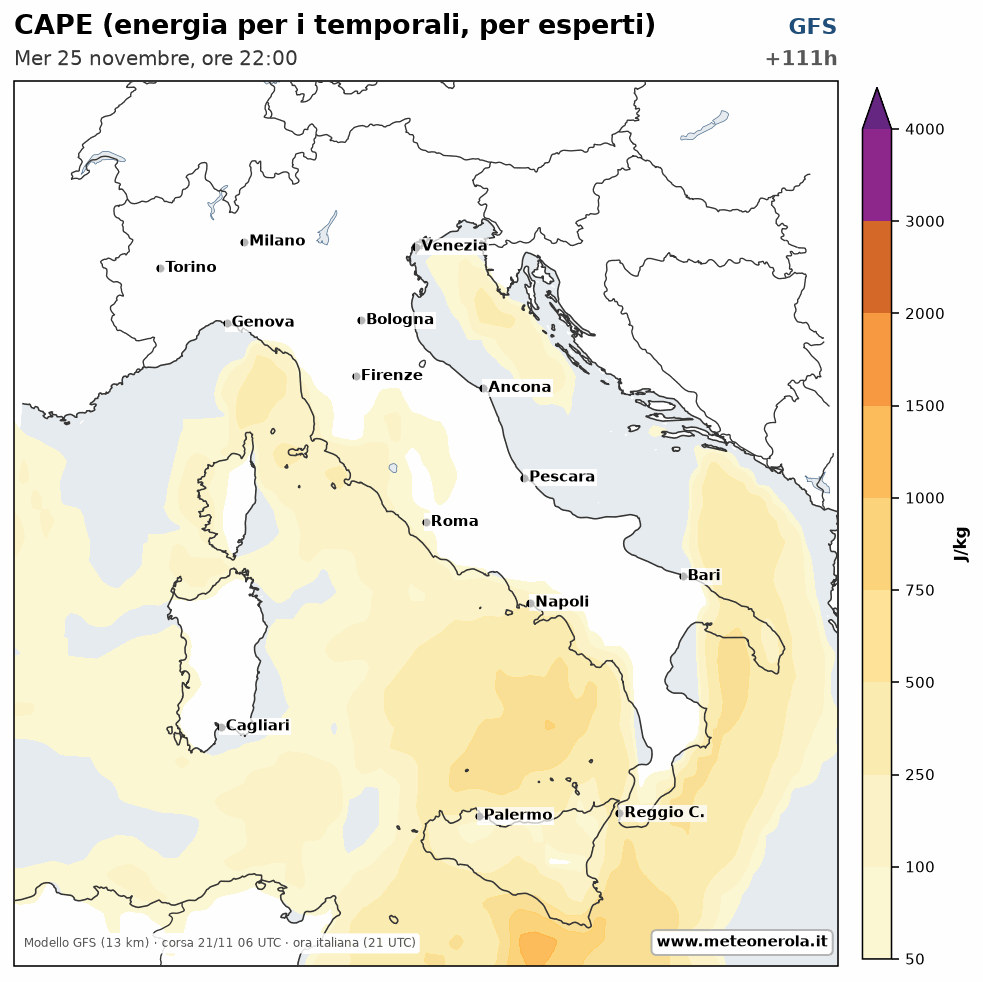 CAPE (energia per i temporali, per esperti)
GFS
Mer 25 novembre, ore 22:00
+111h
Milano
Venezia
Torino
Genova
Bologna
Firenze
Ancona
Pescara
Roma
Bari
Napoli
Cagliari
Palermo
Reggio C.
4000
3000
2000
1500
1000
750
500
250
100
50
J/kg
Modello GFS (13 km) · corsa 21/11 06 UTC · ora italiana (21 UTC)
www.meteonerola.it